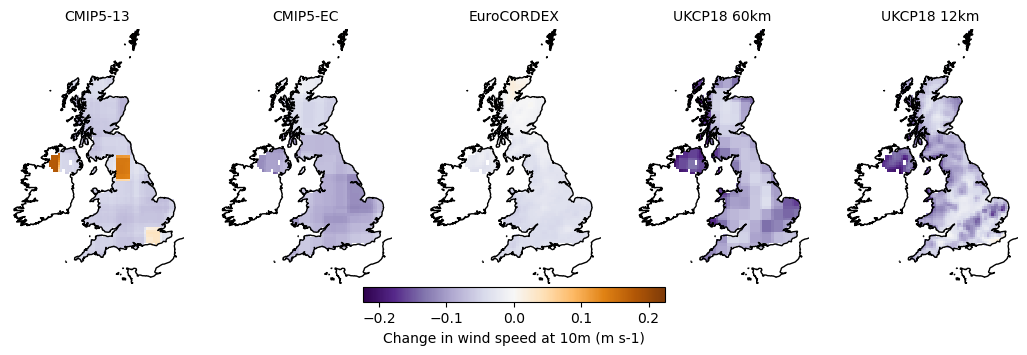 CMIP5-13 CMIP5-EC EuroCORDEX UKCP18 60km UKCP18 12km
−0.2 −0.1 0.0 0.1 0.2
Change in wind speed at 10m (m s-1)